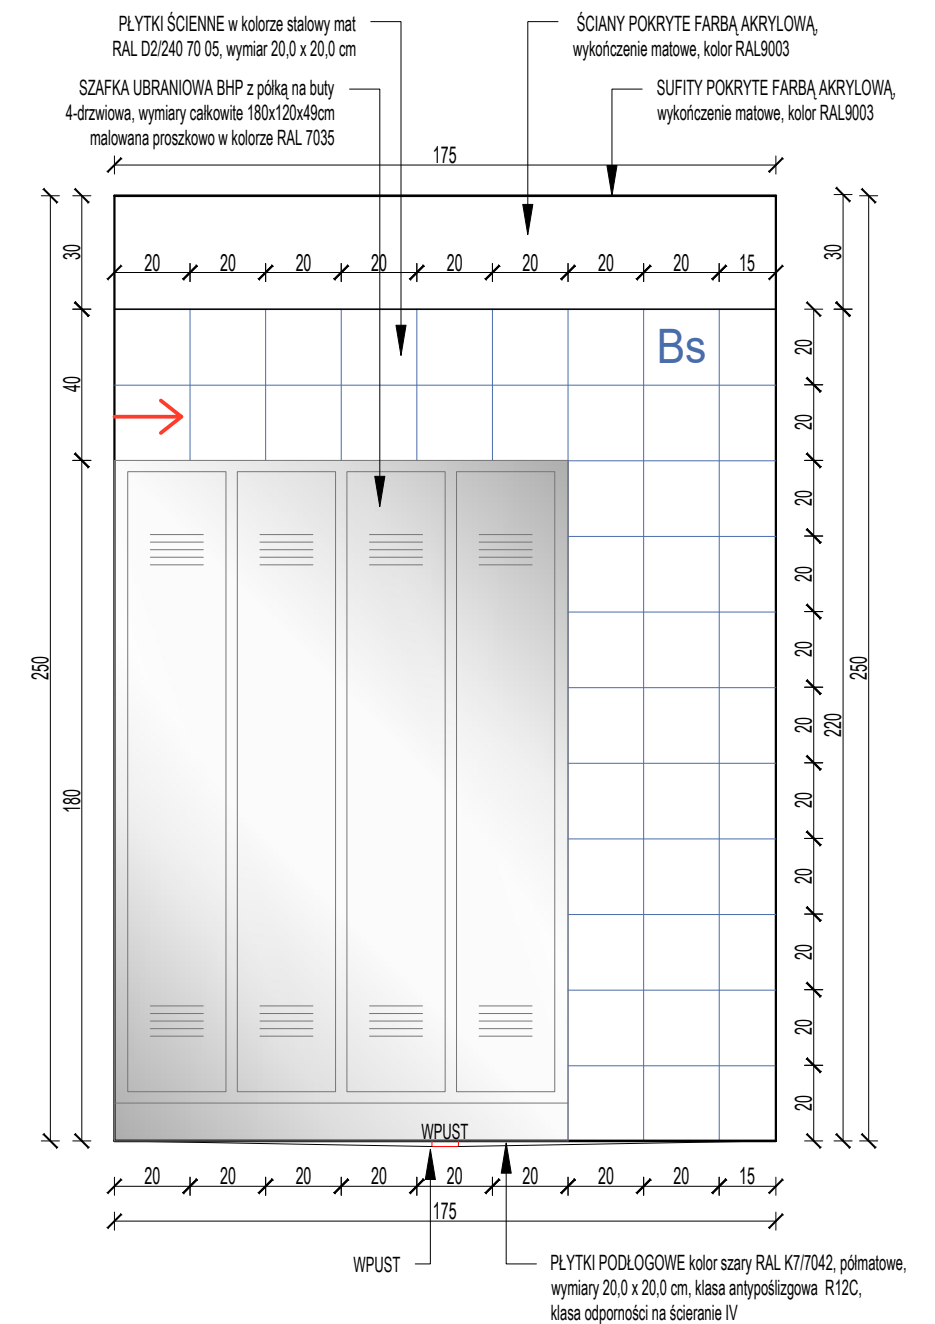 PŁYTKI ŚCIENNE w kolorze stalowy mat
RAL D2/240 70 05, wymiar 20,0 x 20,0 cm
ŚCIANY POKRYTE FARBĄ AKRYLOWĄ,
wykończenie matowe, kolor RAL9003
SZAFKA UBRANIOWA BHP z półką na buty
4-drzwiowa, wymiary całkowite 180x120x49cm
malowana proszkowo w kolorze RAL 7035
SUFITY POKRYTE FARBĄ AKRYLOWĄ,
wykończenie matowe, kolor RAL9003
175
30
30
20 20 20 20 20 20 20 20 15
Bs
40
180
250
20
20
20
20
20
20
20
20
20
20
20
220
250
WPUST
20 20 20 20 20 20 20 20 15
175
WPUST
PŁYTKI PODŁOGOWE kolor szary RAL K7/7042, półmatowe,
wymiary 20,0 x 20,0 cm, klasa antypoślizgowa R12C,
klasa odporności na ścieranie IV